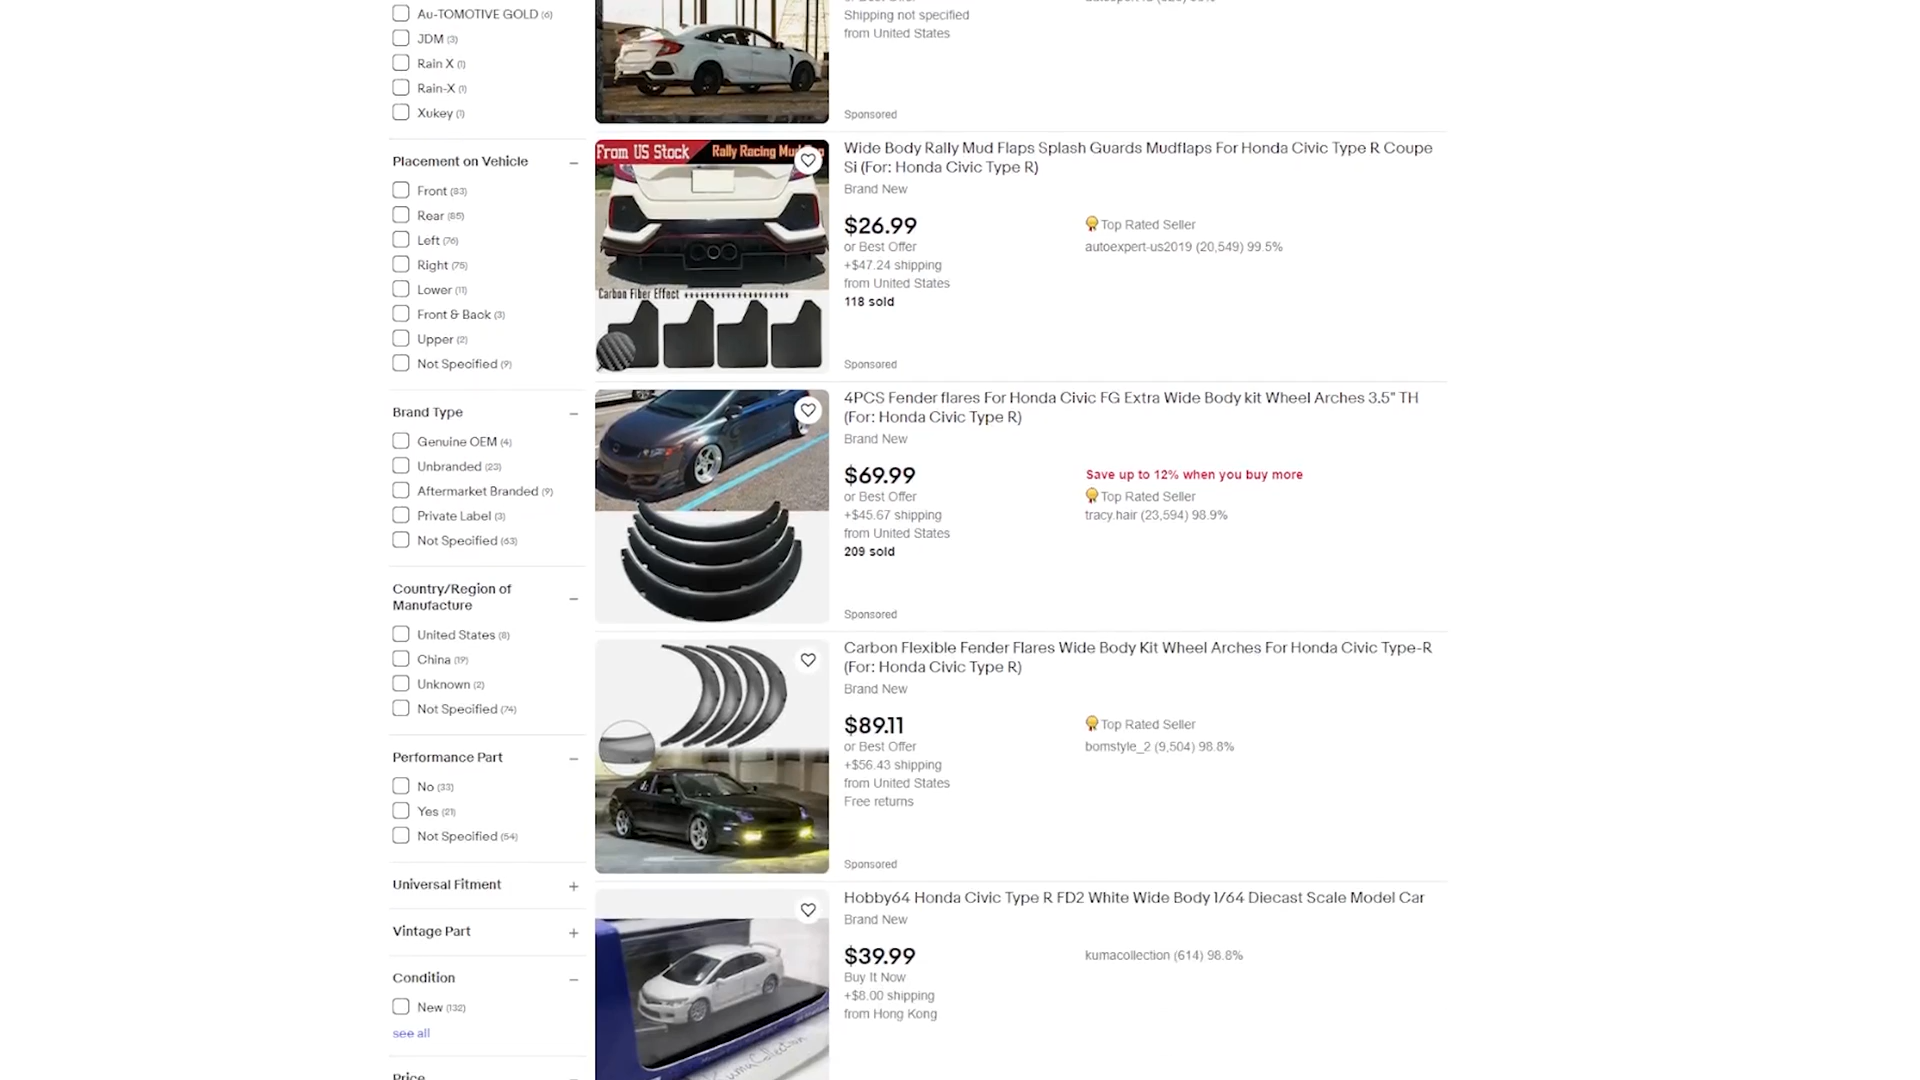 Au-TOMOTIVE GOLD (6)
JDM (3)
Rain X (1)
Rain-X (1)
Xukey (1)
Placement on Vehicle
Front (83)
Rear (85)
Left (76)
Right (75)
Lower (11)
Front & Back (3)
Upper (2)
Not Specified (9)
Brand Type
Genuine OEM (4)
Unbranded (23)
Aftermarket Branded (9)
Private Label (3)
Not Specified (63)
Country/Region of
Manufacture
United States (8)
China (19)
Unknown (2)
Not Specified (74)
Performance Part
No (33)
Yes (21)
Not Specified (54)
Universal Fitment
Vintage Part
Condition
New (132)
see all
Price
Shipping not specified
from United States
Sponsored
From US Stock
Rally Racing Mud
Carbon Fiber Effect
Wide Body Rally Mud Flaps Splash Guards Mudflaps For Honda Civic Type R Coupe
Si (For: Honda Civic Type R)
Brand New
$26.99
or Best Offer
+$47.24 shipping
from United States
118 sold
Top Rated Seller
autoexpert-us2019 (20,549) 99.5%
Sponsored
4PCS Fender flares For Honda Civic FG Extra Wide Body kit Wheel Arches 3.5" TH
(For: Honda Civic Type R)
Brand New
$69.99
or Best Offer
+$45.67 shipping
from United States
209 sold
Save up to 12% when you buy more
Top Rated Seller
tracy.hair (23,594) 98.9%
Sponsored
Carbon Flexible Fender Flares Wide Body Kit Wheel Arches For Honda Civic Type-R
(For: Honda Civic Type R)
Brand New
$89.11
or Best Offer
+$56.43 shipping
from United States
Free returns
Top Rated Seller
bomstyle_2 (9,504) 98.8%
Sponsored
Hobby64 Honda Civic Type R FD2 White Wide Body 1/64 Diecast Scale Model Car
Brand New
$39.99
Buy It Now
+$8.00 shipping
from Hong Kong
kumacollection (614) 98.8%
KumaCollection